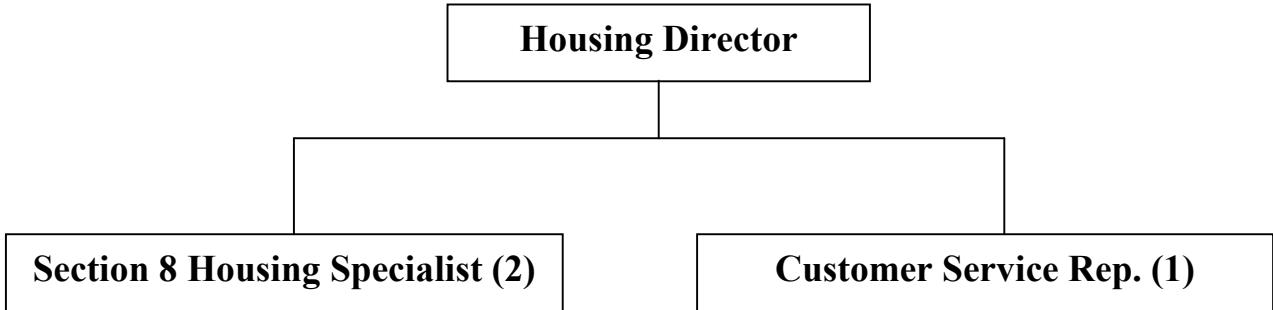 Housing Director
Section 8 Housing Specialist (2)
Customer Service Rep. (1)